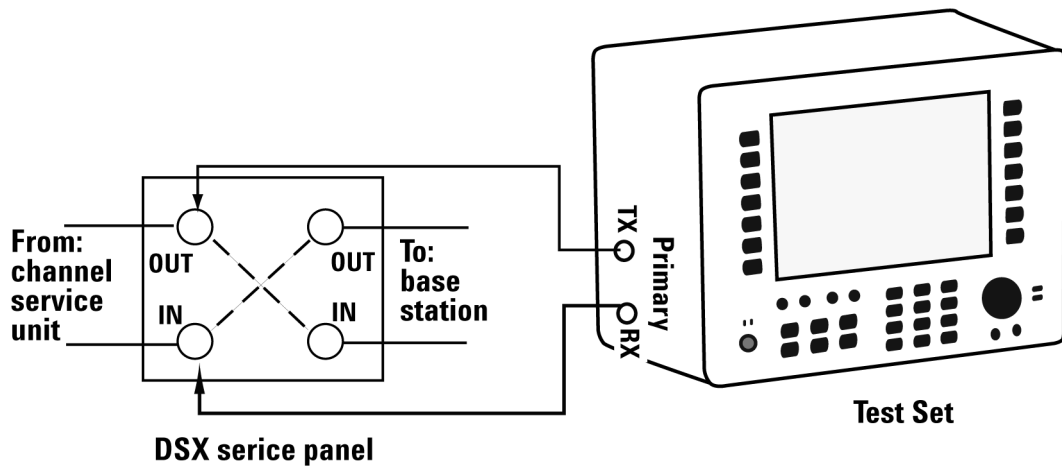 From:
channel
service
unit
OUT
IN
OUT
IN
To:
base
station
TX
Primary
RX
DSX serice panel
Test Set